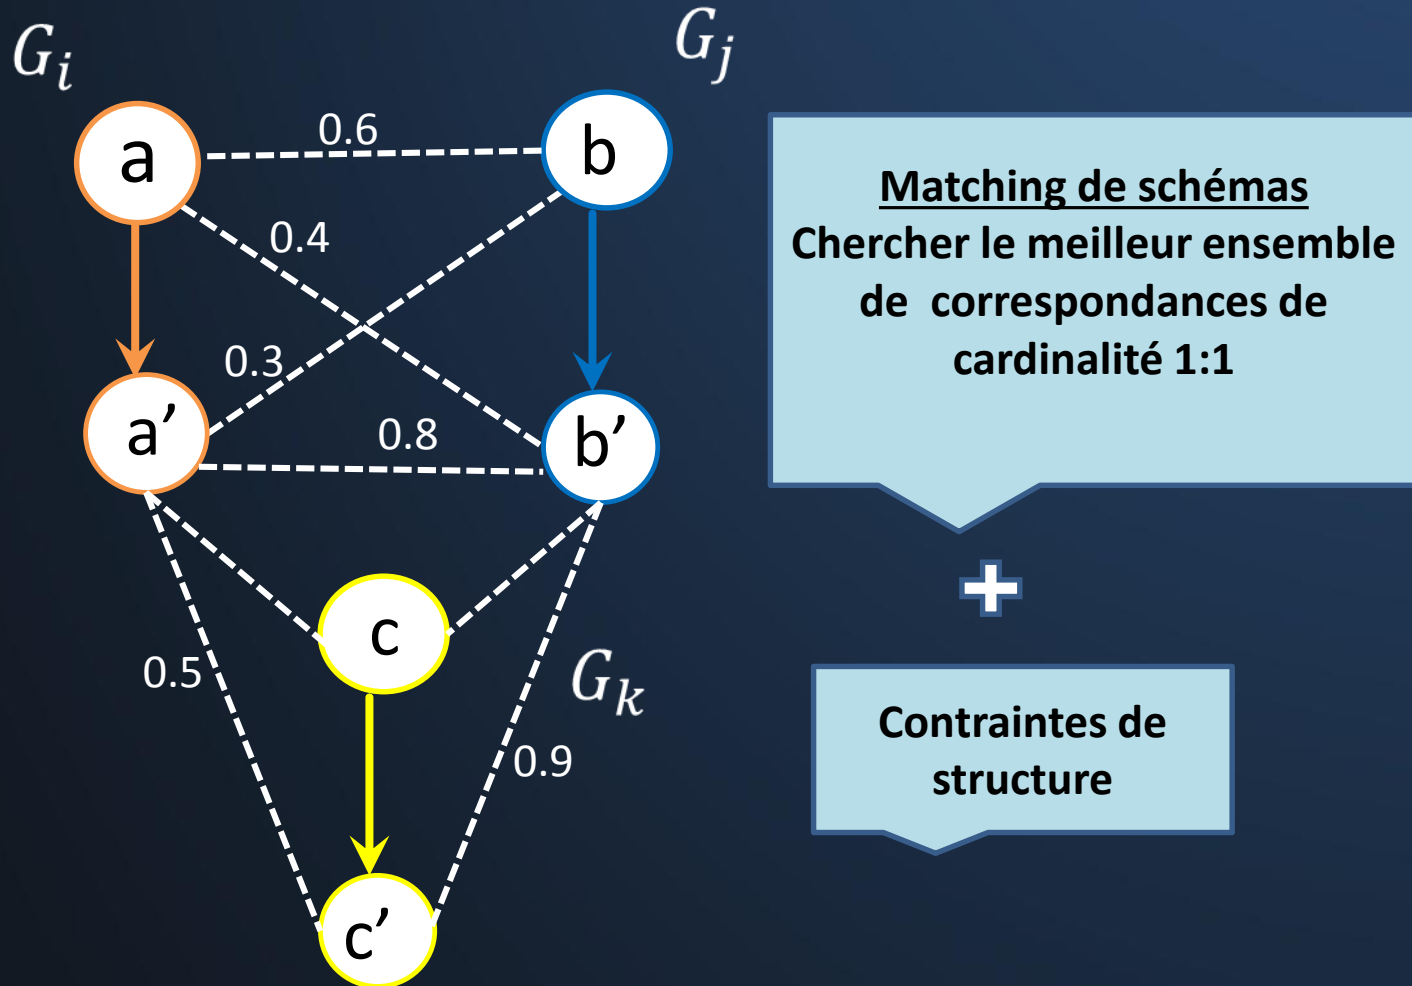 G_i
G_j
a
0.6
b
0.4
0.3
a’
0.8
b’
c
0.5
G_k
0.9
c’
Matching de schémas
Chercher le meilleur ensemble
de correspondances de
cardinalité 1:1
Contraintes de
structure